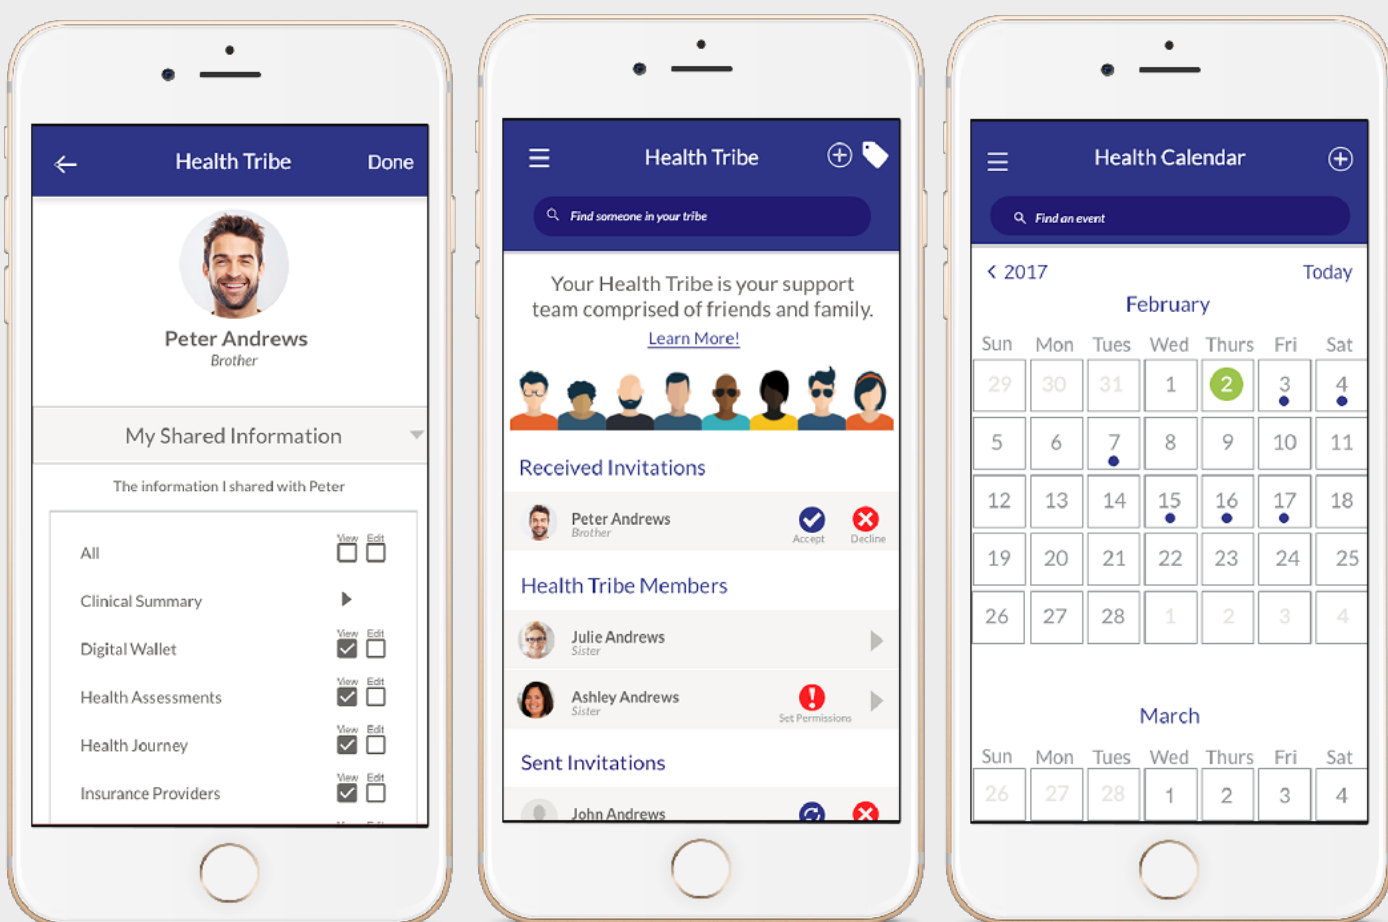 Health Tribe
Done
Peter Andrews
Brother
My Shared Information
The information I shared with Peter
View Edit
All
Clinical Summary
View Edit
Digital Wallet
View Edit
Health Assessments
View Edit
Health Journey
View Edit
Insurance Providers
Health Tribe
Find someone in your tribe
Your Health Tribe is your support
team comprised of friends and family.
Learn More!
Received Invitations
Peter Andrews
Brother
Accept
Decline
Health Tribe Members
Julie Andrews
Sister
Ashley Andrews
Sister
Set Permissions
Sent Invitations
John Andrews
Health Calendar
Find an event
< 2017
Today
February
Sun Mon Tues Wed Thurs Fri Sat
29 30 31 1 2 3 4
5 6 7 8 9 10 11
12 13 14 15 16 17 18
19 20 21 22 23 24 25
26 27 28 1 2 3 4
March
Sun Mon Tues Wed Thurs Fri Sat
26 27 28 1 2 3 4